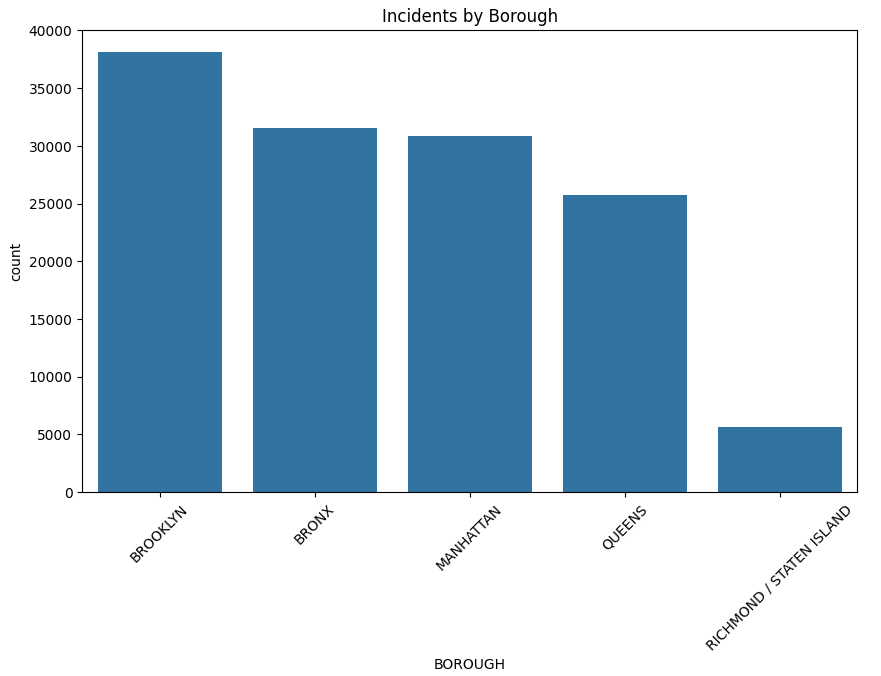 Incidents by Borough
40000
35000
30000
25000
20000
15000
10000
5000
0
count
BROOKLYN
BRONX
MANHATTAN
QUEENS
RICHMOND / STATEN ISLAND
BOROUGH